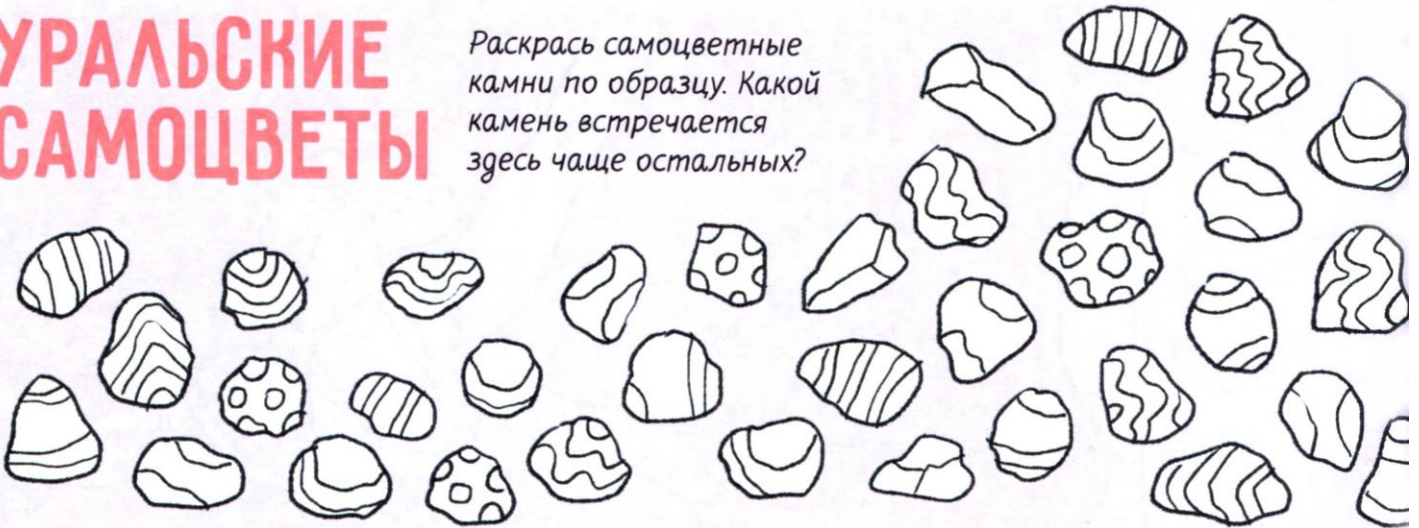 УРАЛЬСКИЕ
САМОЦВЕТЫ
Раскрась самоцветные
камни по образцу. Какой
камень встречается
здесь чаще остальных?